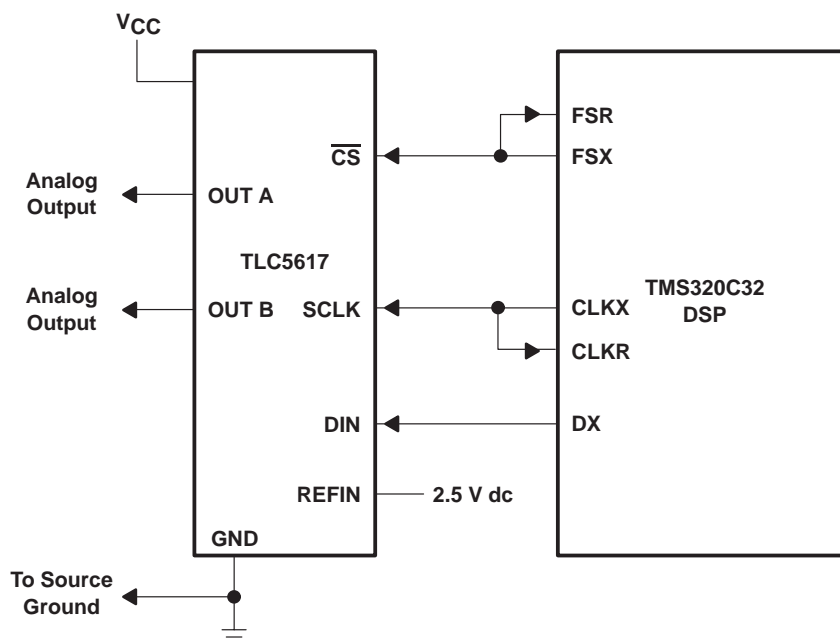 VCC
Analog
Output
OUT A
CS
FSR
FSX
TLC5617
Analog
Output
OUT B
SCLK
CLKX
CLKR
TMS320C32
DSP
DIN
DX
REFIN
2.5 V dc
GND
To Source
Ground